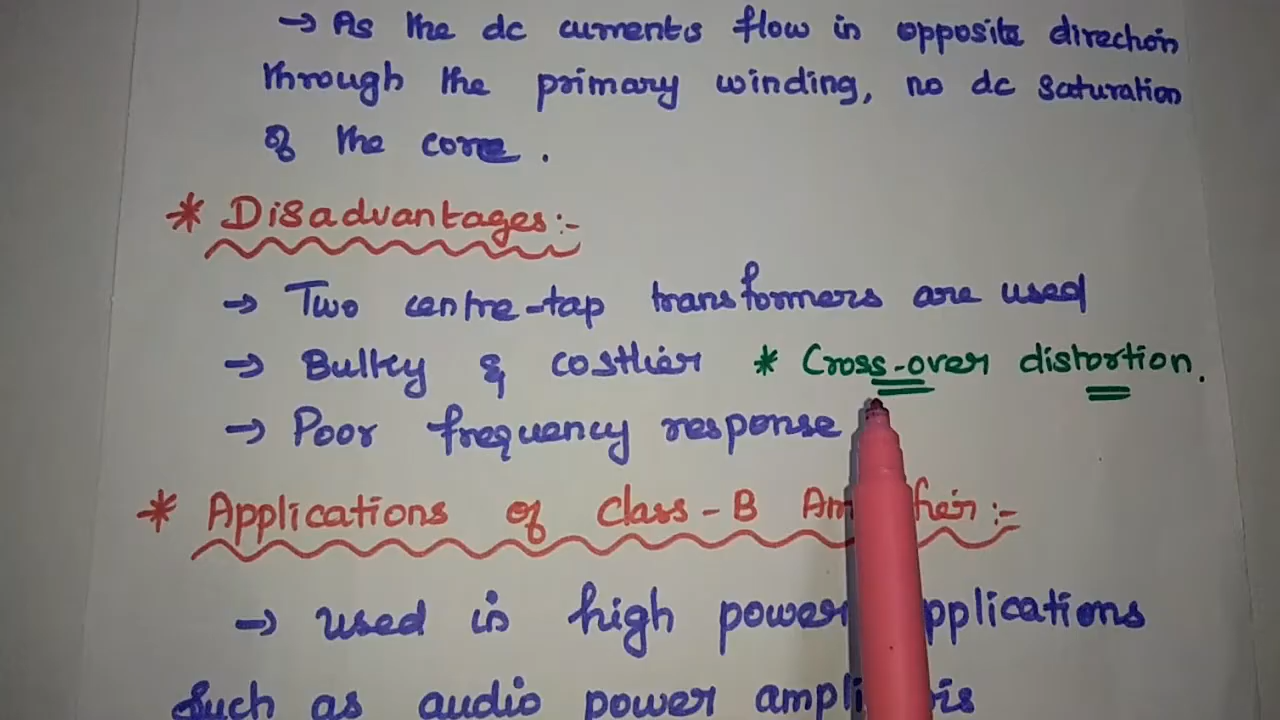 → As the dc currents flow in opposite direction
through the primary winding, no dc saturation
of the core.
* Disadvantages:-
→ Two centre-tap transformers are used
→ Bulky & costlier * Cross-over distortion.
→ Poor frequency response
* Applications of Class-B
→ used in high power applications
such as audio power